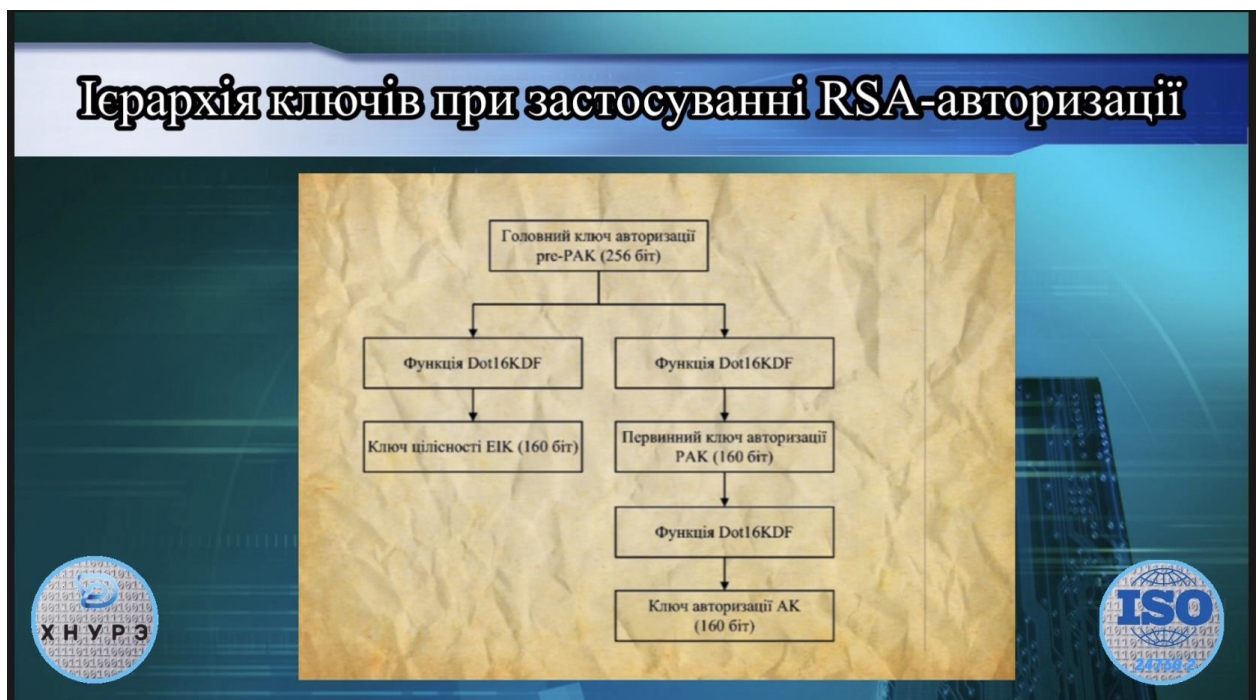 Ієрархія ключів при застосуванні RSA-авторизації
Головний ключ авторизації
pre-PAK (256 біт)
Функція Dot16KDF
Функція Dot16KDF
Ключ цілісності EIK (160 біт)
Первинний ключ авторизації
PAK (160 біт)
Функція Dot16KDF
Ключ авторизації AK
(160 біт)
ХНУРЭ
ISO